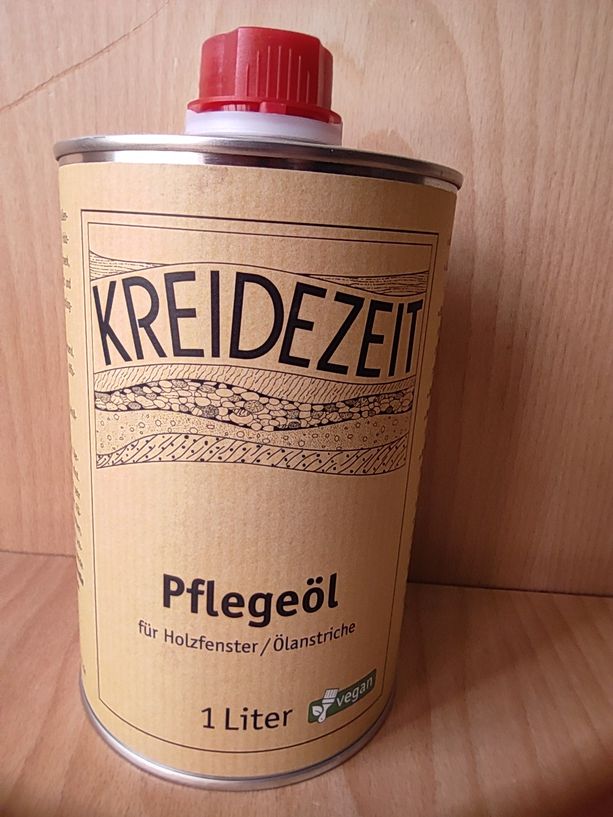 KREIDEZEIT
Pflegeöl
für Holzfenster/Ölanstriche
1 Liter
vegan